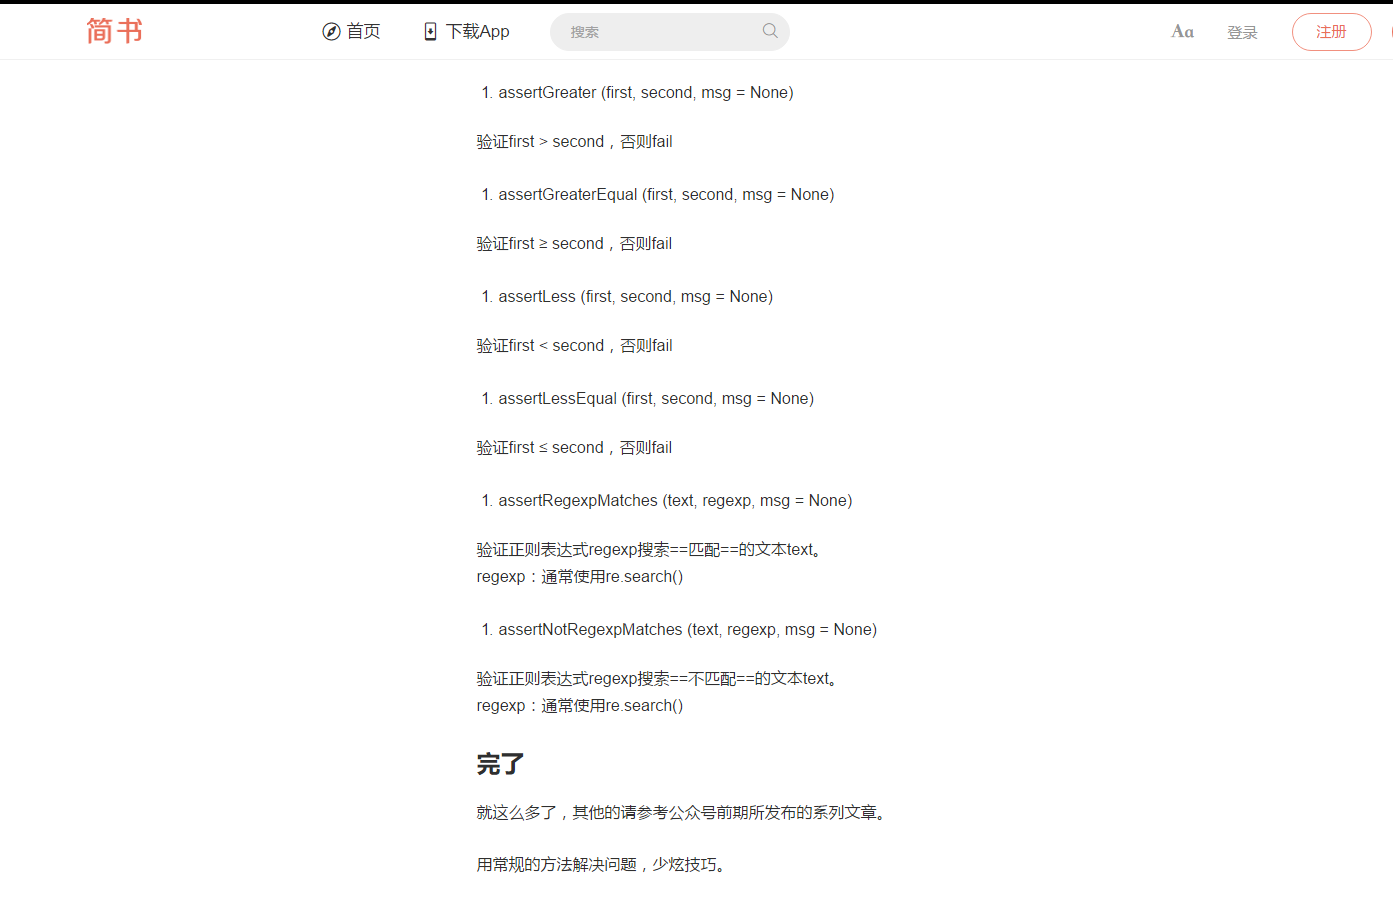 简书
首页
下载App
搜索
Aa
登录
注册
1. assertGreater (first, second, msg = None)
验证first > second，否则fail
1. assertGreaterEqual (first, second, msg = None)
验证first ≥ second，否则fail
1. assertLess (first, second, msg = None)
验证first < second，否则fail
1. assertLessEqual (first, second, msg = None)
验证first ≤ second，否则fail
1. assertRegexpMatches (text, regexp, msg = None)
验证正则表达式regexp搜索==匹配==的文本text。
regexp：通常使用re.search()
1. assertNotRegexpMatches (text, regexp, msg = None)
验证正则表达式regexp搜索==不匹配==的文本text。
regexp：通常使用re.search()
完了
就这么多了，其他的请参考公众号前期所发布的系列文章。
用常规的方法解决问题，少炫技巧。